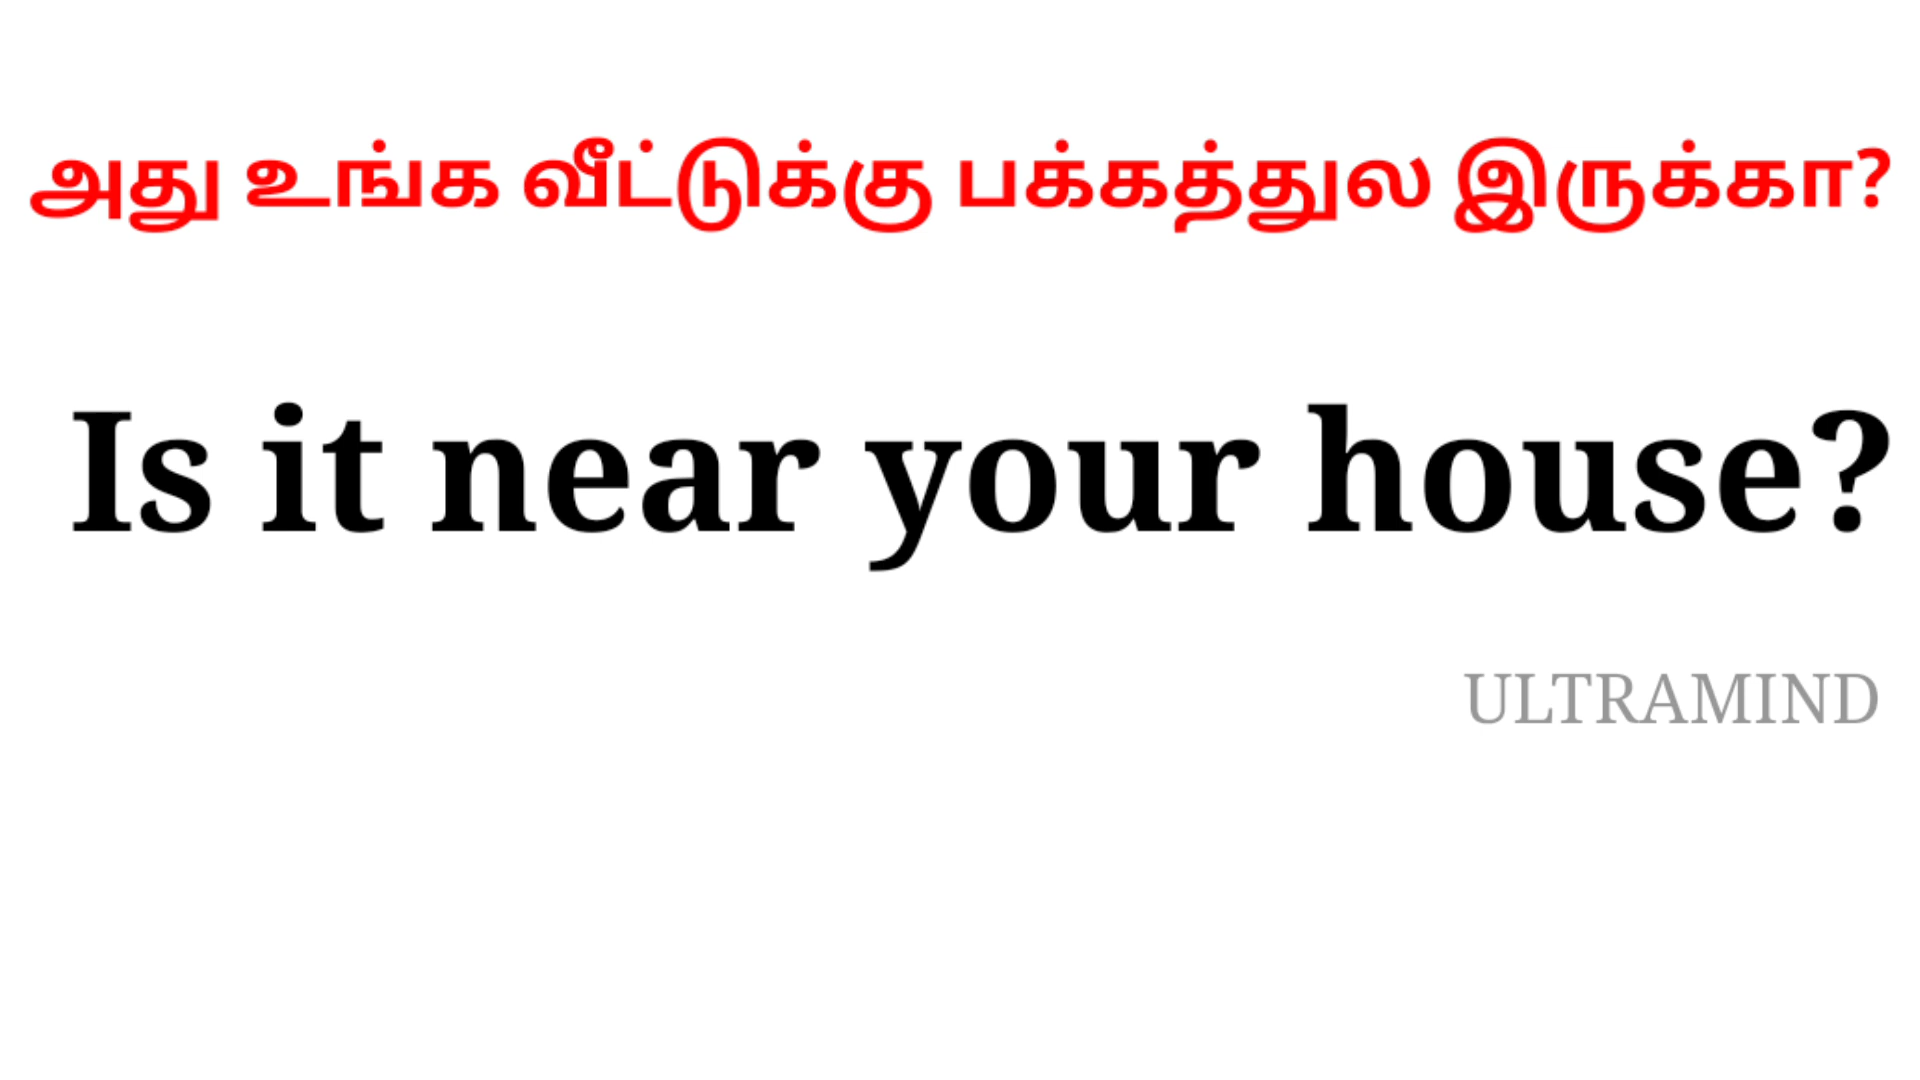 அது உங்க வீட்டுக்கு பக்கத்துல இருக்கா?
Is it near your house?
ULTRAMIND